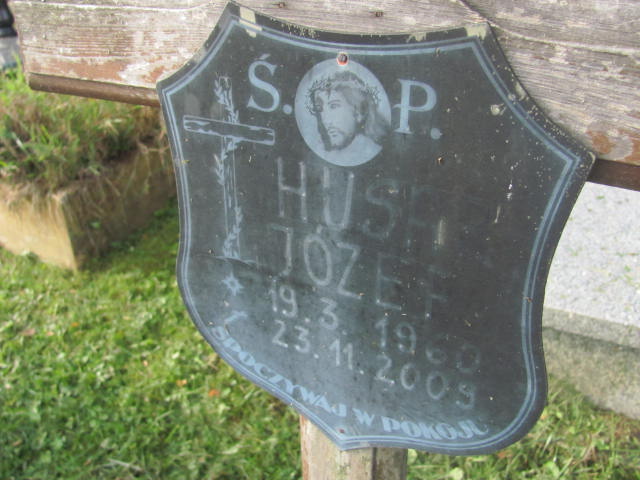 Ś. P.
JÓZEF
19. 3. 1960
23. 11. 2009
SPOCZYWAJ W POKOJU